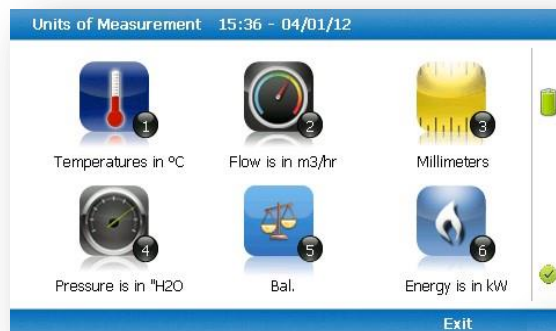 Units of Measurement 15:36 - 04/01/12
1 2 3
Temperatures in ºC Flow is in m3/hr Millimeters
4 5 6
Pressure is in "H2O Bal. Energy is in kW
Exit